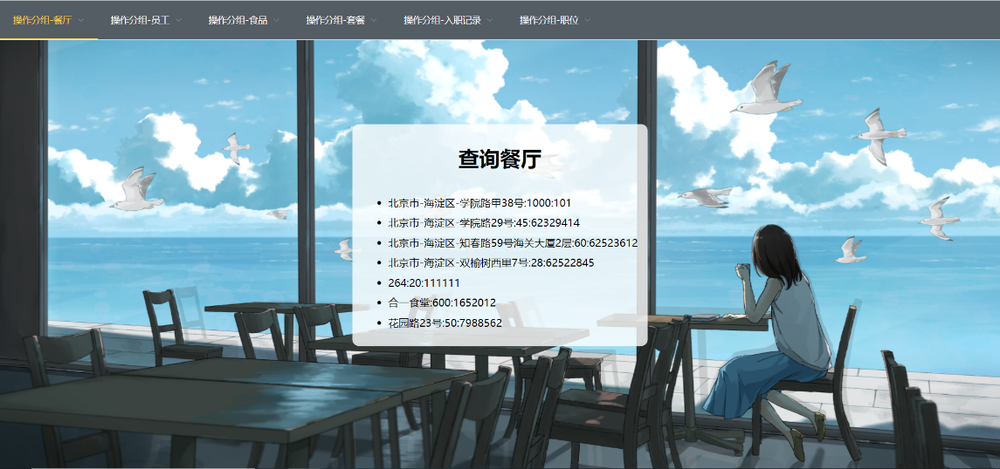 操作分组-餐厅 操作分组-员工 操作分组-食品 操作分组-套餐 操作分组-入职记录 操作分组-职位
查询餐厅
北京市-海淀区-学院路甲38号:1000:101
北京市-海淀区-学院路29号:45:62329414
北京市-海淀区-知春路59号海关大厦2层:60:62523612
北京市-海淀区-双榆树西里7号:28:62522845
264:20:111111
合一食堂:600:1652012
花园路23号:50:7988562